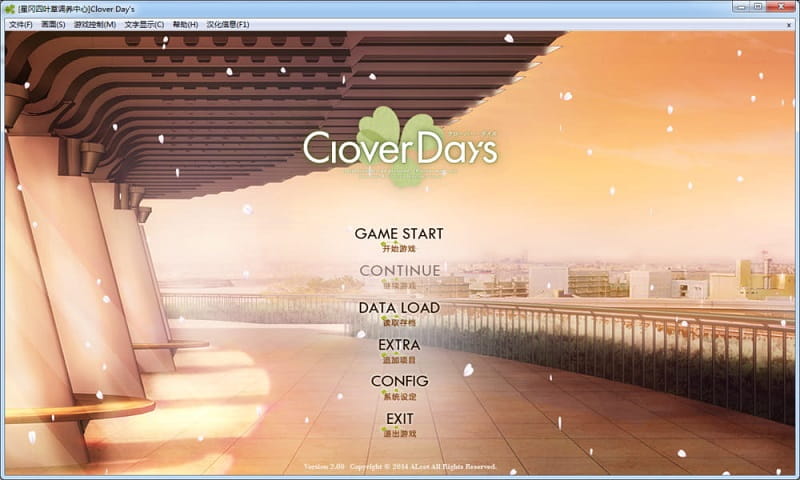 [星冈四叶草调养中心]Clover Day's
文件(F) 画面(S) 游戏控制(M) 文字显示(C) 帮助(H) 汉化信息(F1)
Clover Day's
GAME START
开始游戏
CONTINUE
继续游戏
DATA LOAD
读取存档
EXTRA
追加项目
CONFIG
系统设定
EXIT
退出游戏
Version 2.00 Copyright © 2014 ALcot All Rights Reserved.